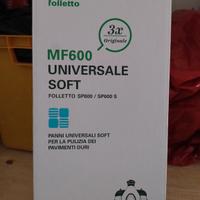 folletto
3x
Originale
MF600
UNIVERSALE
SOFT
FOLLETTO SP600 / SP600 S
PANNI UNIVERSALI SOFT
PER LA PULIZIA DEI
PAVIMENTI DURI